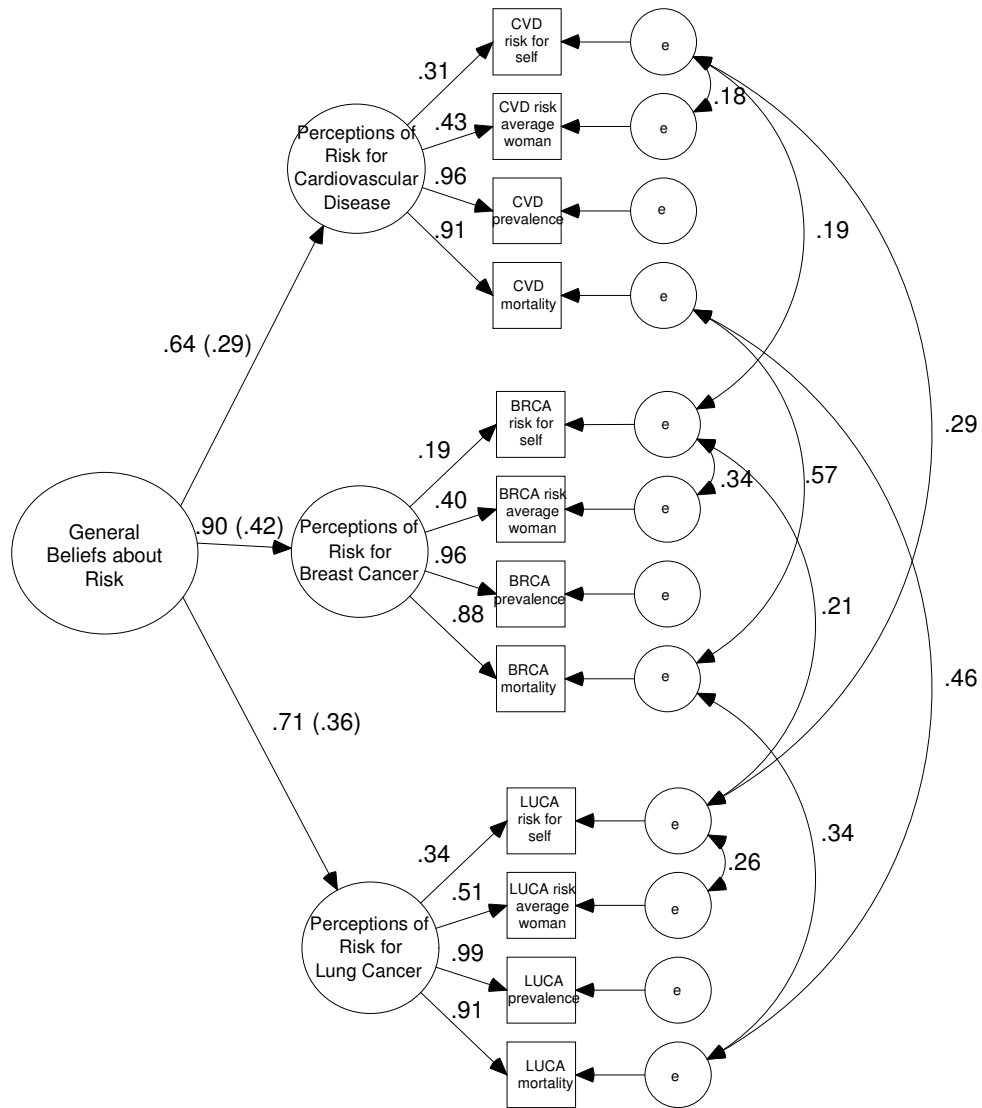 CVD
risk for
self
e
.31
.18
CVD risk
average
woman
e
.43
Perceptions of
Risk for
Cardiovascular
Disease
.96
CVD
prevalence
e
.91
.19
CVD
mortality
e
.64 (.29)
BRCA
risk for
self
e
.29
.19
.57
.34
BRCA risk
average
woman
e
.40
General
Beliefs about
Risk
.90 (.42)
Perceptions of
Risk for
Breast Cancer
.96
BRCA
prevalence
e
.88
.21
BRCA
mortality
e
.46
.71 (.36)
LUCA
risk for
self
e
.34
.34
.26
LUCA risk
average
woman
e
.51
Perceptions of
Risk for
Lung Cancer
.99
LUCA
prevalence
e
.91
LUCA
mortality
e